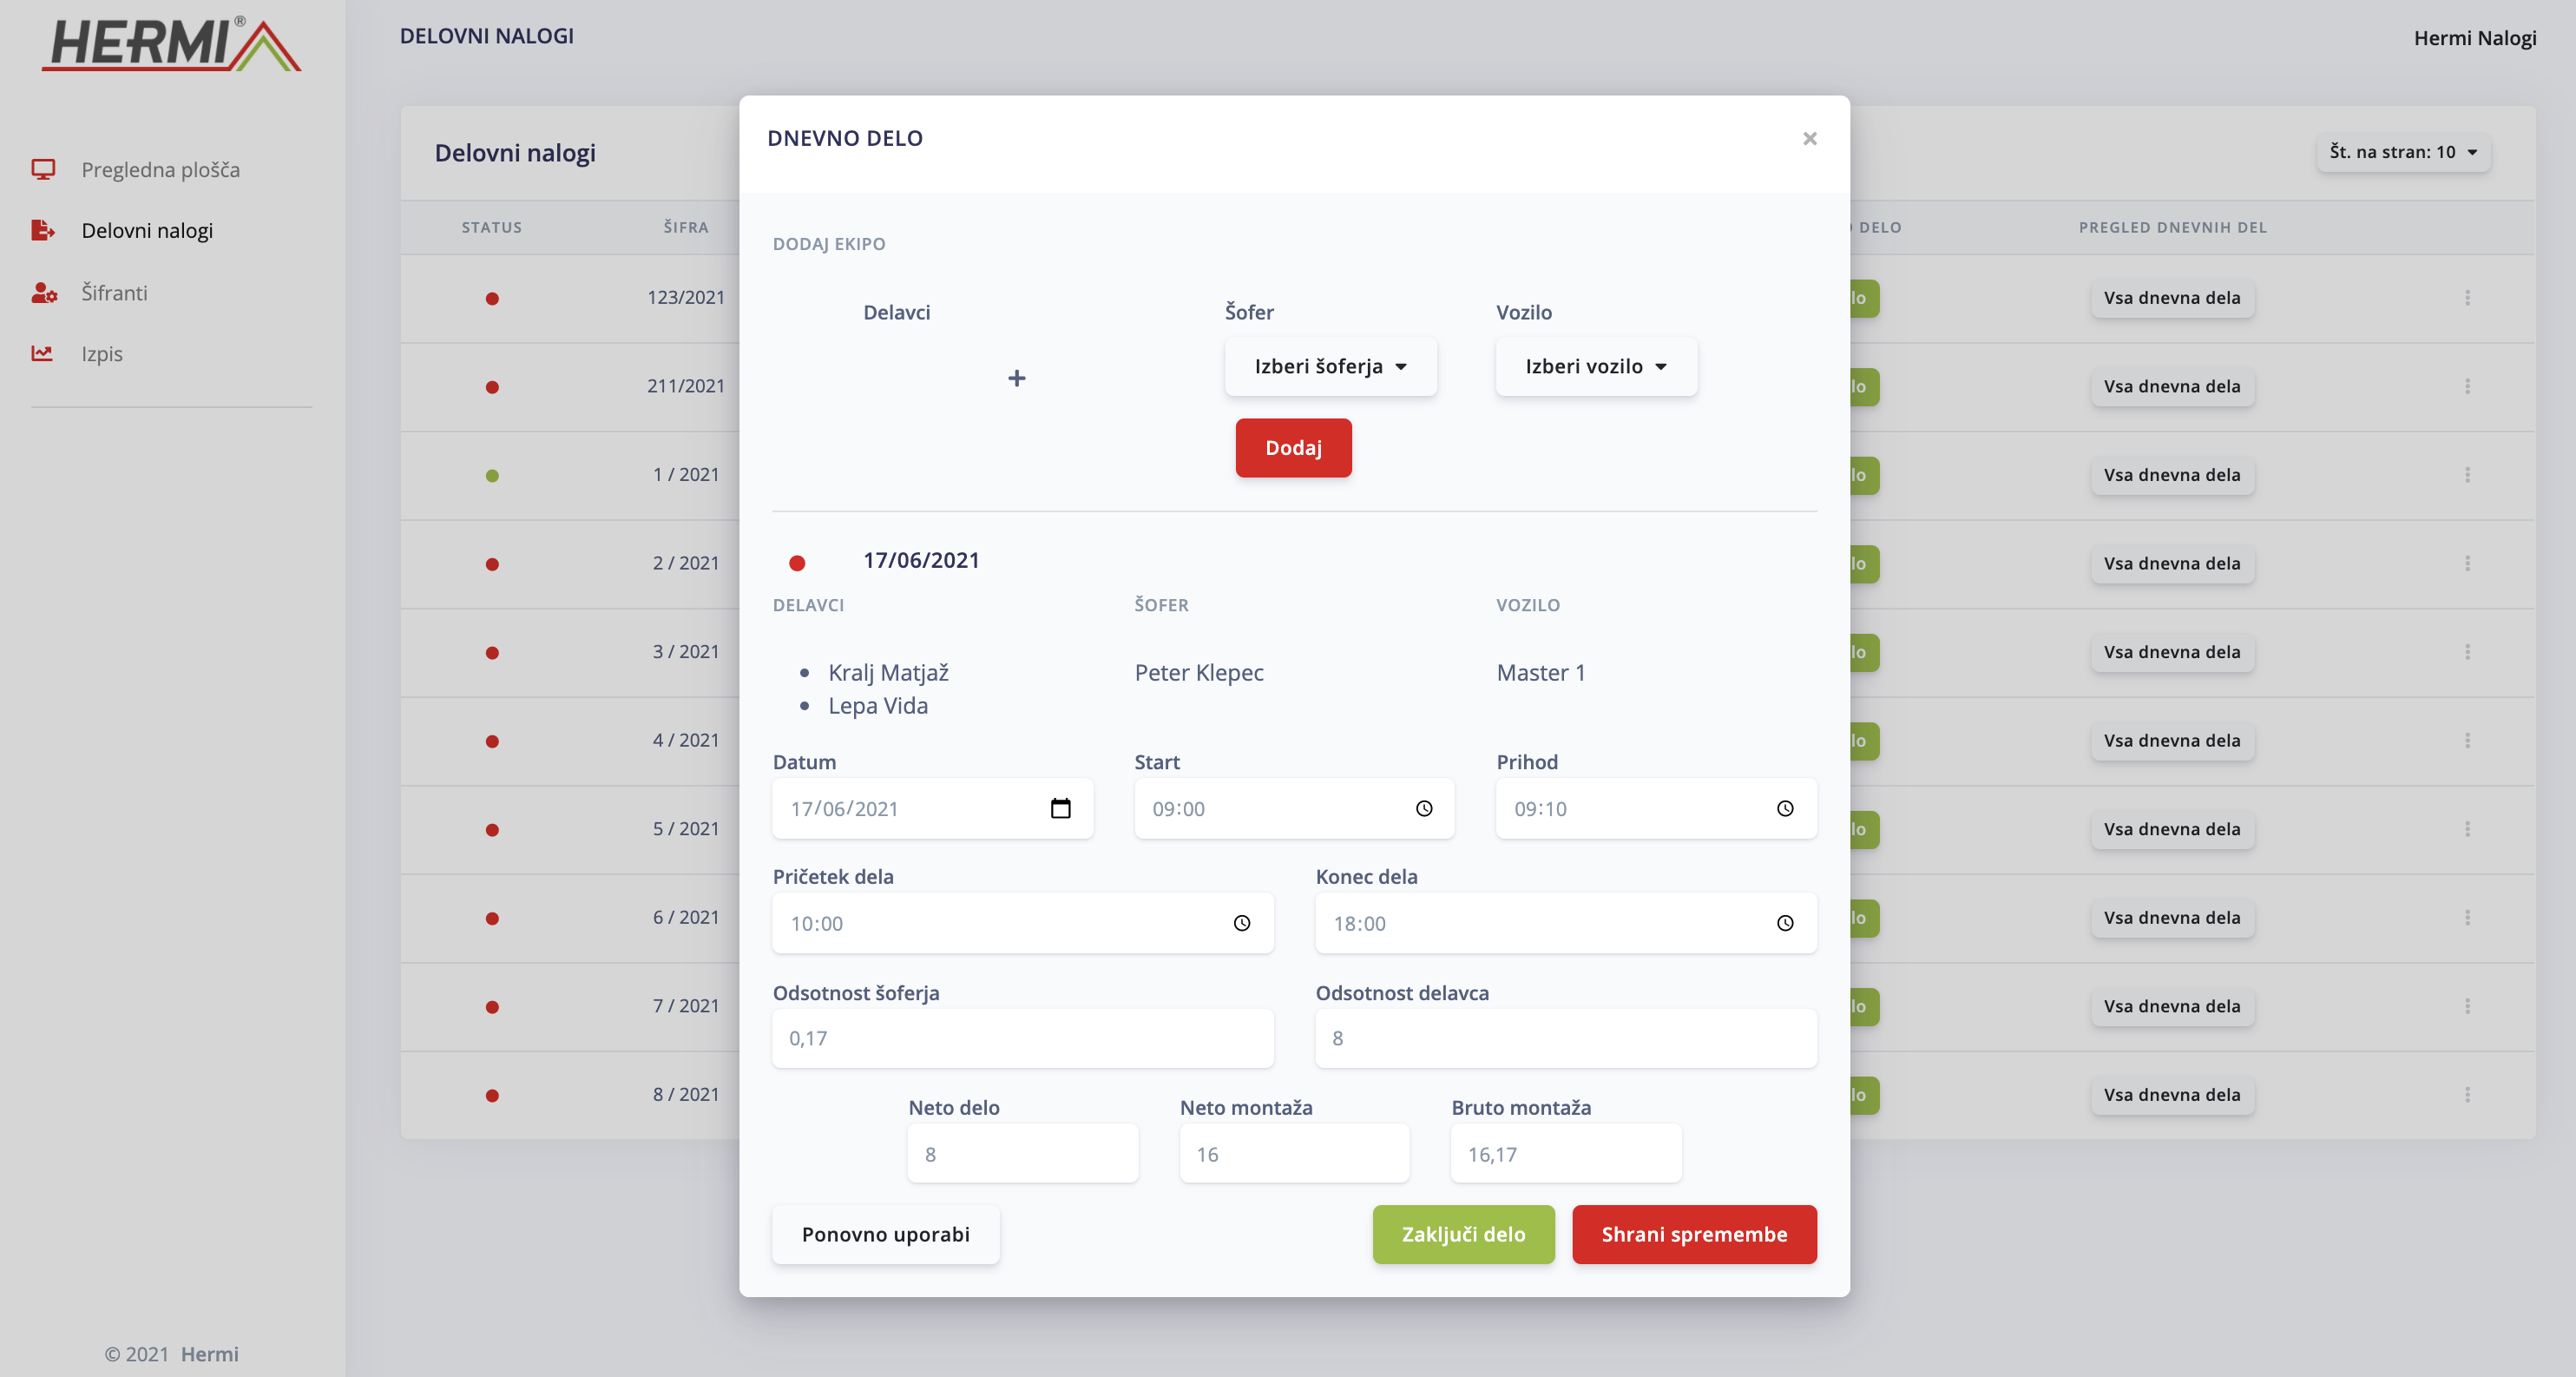 HERMI®
DELOVNI NALOGI
Hermi Nalogi
Pregledna plošča
Delovni nalogi
Šifranti
Izpis
© 2021 Hermi
Delovni nalogi
Št. na stran: 10
STATUS ŠIFRA DELO PREGLED DNEVNIH DEL
123/2021 lo Vsa dnevna dela
211/2021 lo Vsa dnevna dela
1 / 2021 lo Vsa dnevna dela
2 / 2021 lo Vsa dnevna dela
3 / 2021 lo Vsa dnevna dela
4 / 2021 lo Vsa dnevna dela
5 / 2021 lo Vsa dnevna dela
6 / 2021 lo Vsa dnevna dela
7 / 2021 lo Vsa dnevna dela
8 / 2021 lo Vsa dnevna dela
DNEVNO DELO ×
DODAJ EKIPO
Delavci Šofer Vozilo
+ Izberi šoferja Izberi vozilo
Dodaj
17/06/2021
DELAVCI ŠOFER VOZILO
• Kralj Matjaž Peter Klepec Master 1
• Lepa Vida
Datum Start Prihod
17/06/2021 09:00 09:10
Pričetek dela Konec dela
10:00 18:00
Odsotnost šoferja Odsotnost delavca
0,17 8
Neto delo Neto montaža Bruto montaža
8 16 16,17
Ponovno uporabi Zaključi delo Shrani spremembe